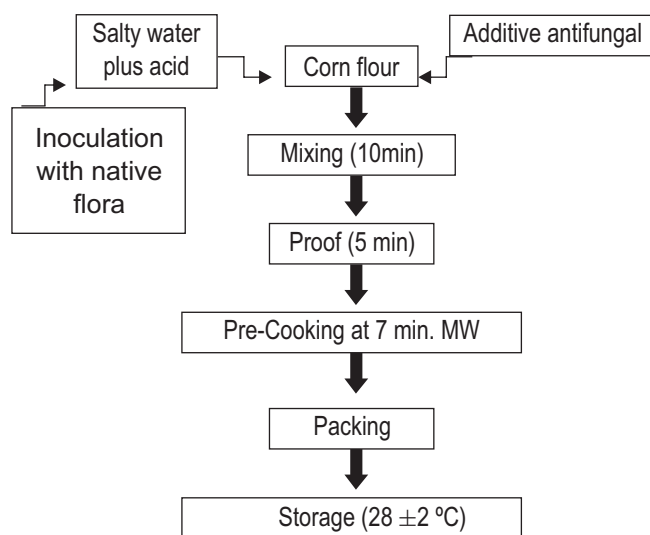 Salty water
plus acid
Additive antifungal
Corn flour
Inoculation
with native
flora
Mixing (10min)
Proof (5 min)
Pre-Cooking at 7 min. MW
Packing
Storage (28 ±2 ºC)